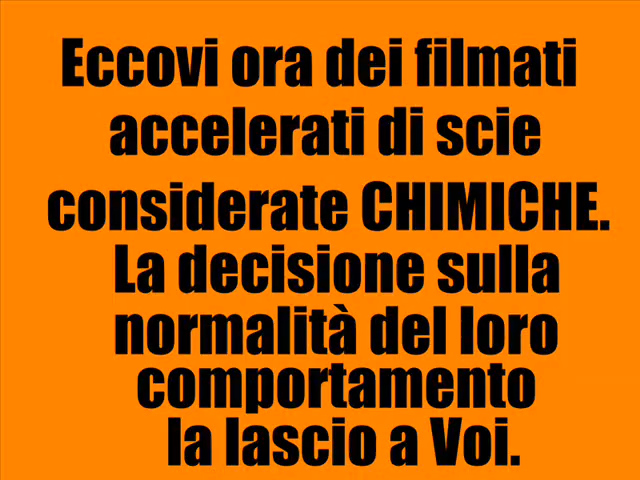 Eccovi ora dei filmati
accelerati di scie
considerate CHIMICHE.
La decisione sulla
normalità del loro
comportamento
la lascio a Voi.